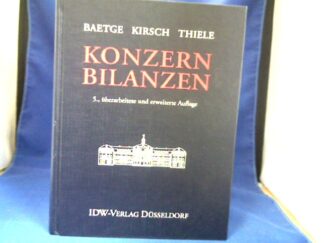 BAETGE KIRSCH THIELE
KONZERN
BILANZEN
5., überarbeitete und erweiterte Auflage
IDW-VERLAG DÜSSELDORF